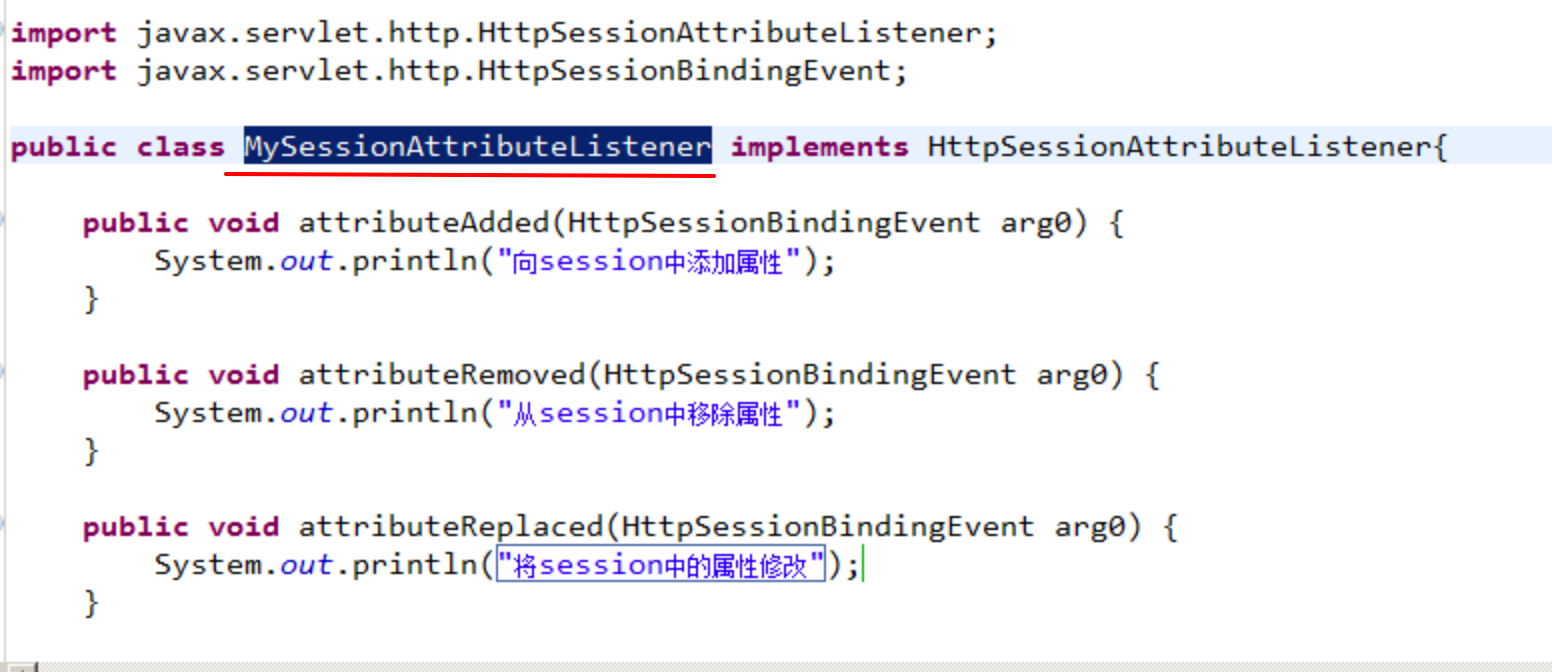 import javax.servlet.http.HttpSessionAttributeListener;
import javax.servlet.http.HttpSessionBindingEvent;
public class MySessionAttributeListener implements HttpSessionAttributeListener{
public void attributeAdded(HttpSessionBindingEvent arg0) {
System.out.println("向session中添加属性");
}
public void attributeRemoved(HttpSessionBindingEvent arg0) {
System.out.println("从session中移除属性");
}
public void attributeReplaced(HttpSessionBindingEvent arg0) {
System.out.println("将session中的属性修改");
}